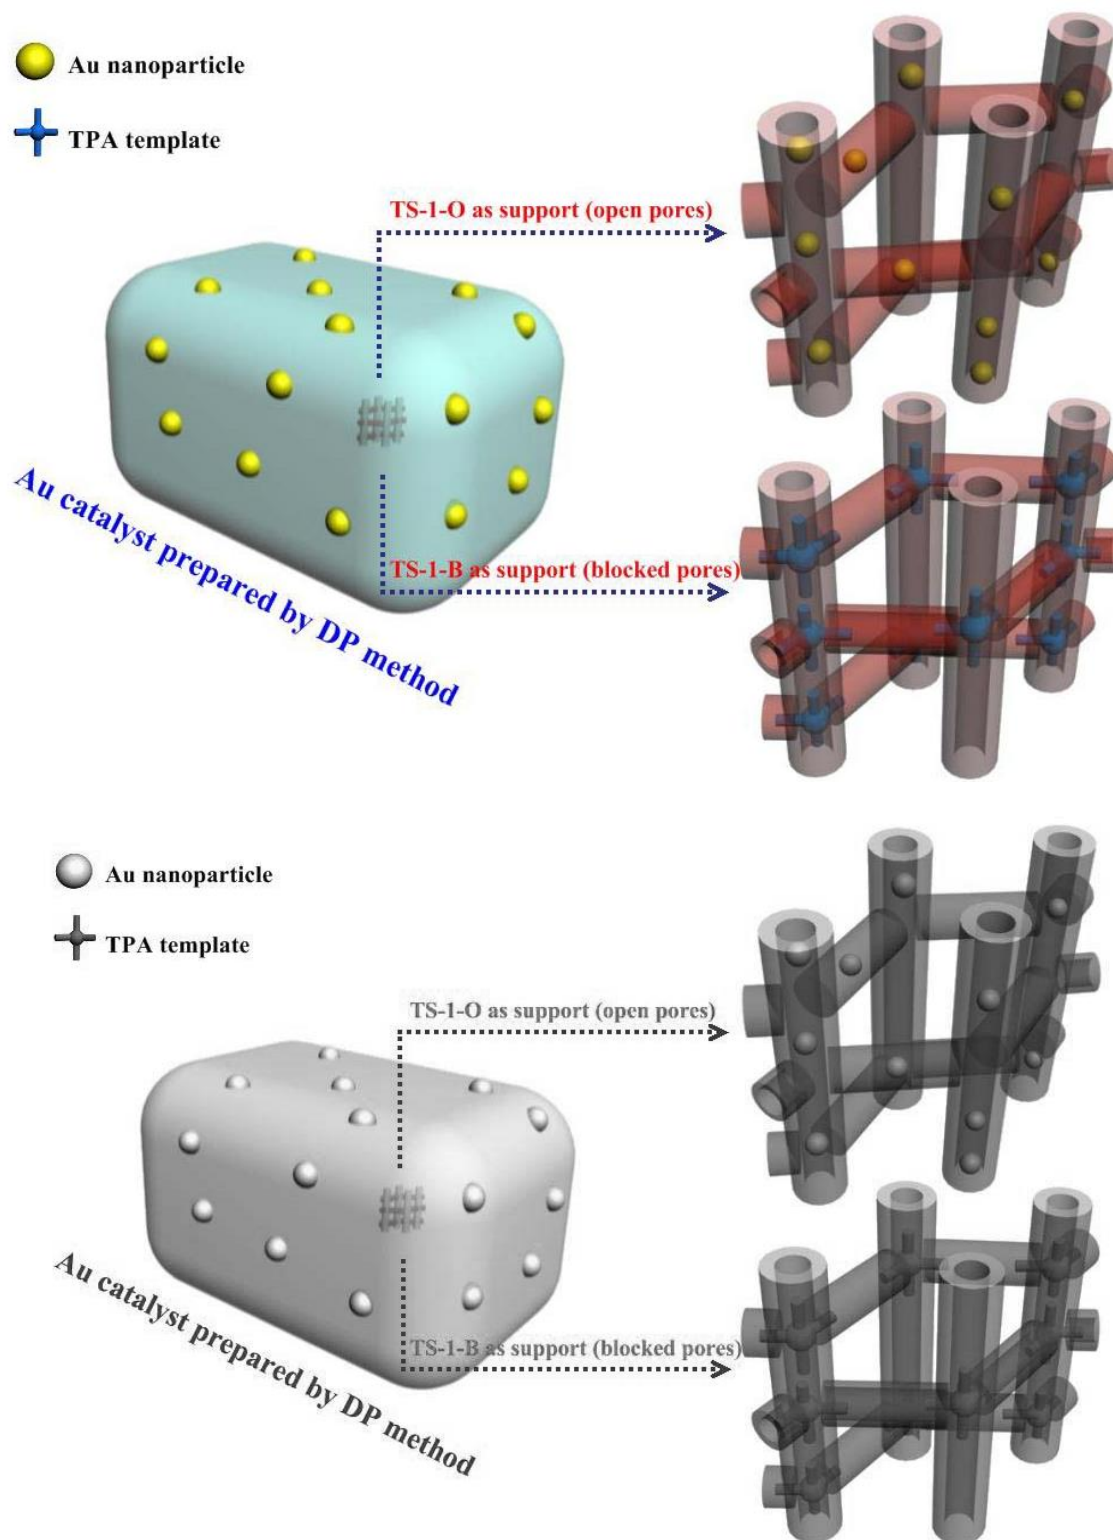 Au nanoparticle
TPA template
TS-1-O as support (open pores)
TS-1-B as support (blocked pores)
Au catalyst prepared by DP method
Au nanoparticle
TPA template
TS-1-O as support (open pores)
TS-1-B as support (blocked pores)
Au catalyst prepared by DP method